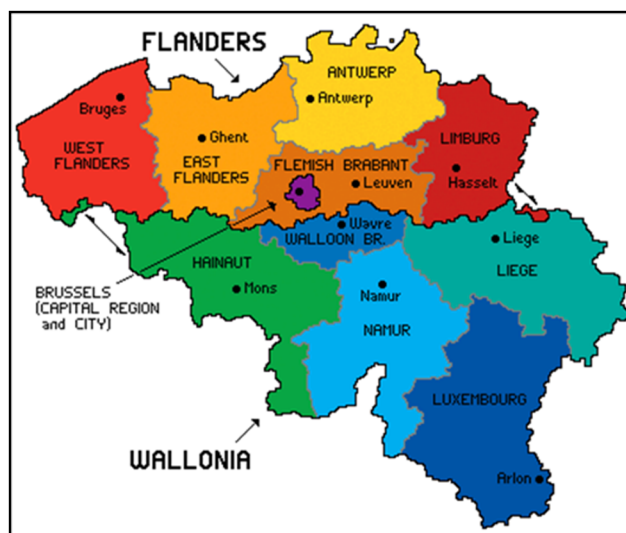 FLANDERS
ANTWERP
Antwerp
Bruges
WEST
FLANDERS
Ghent
EAST
FLANDERS
LIMBURG
Hasselt
FLEMISH BRABANT
Leuven
Wavre
WALLOON BR.
Liege
LIEGE
HAINAUT
Mons
BRUSSELS
(CAPITAL REGION
and CITY)
Namur
NAMUR
LUXEMBOURG
WALLONIA
Arlon